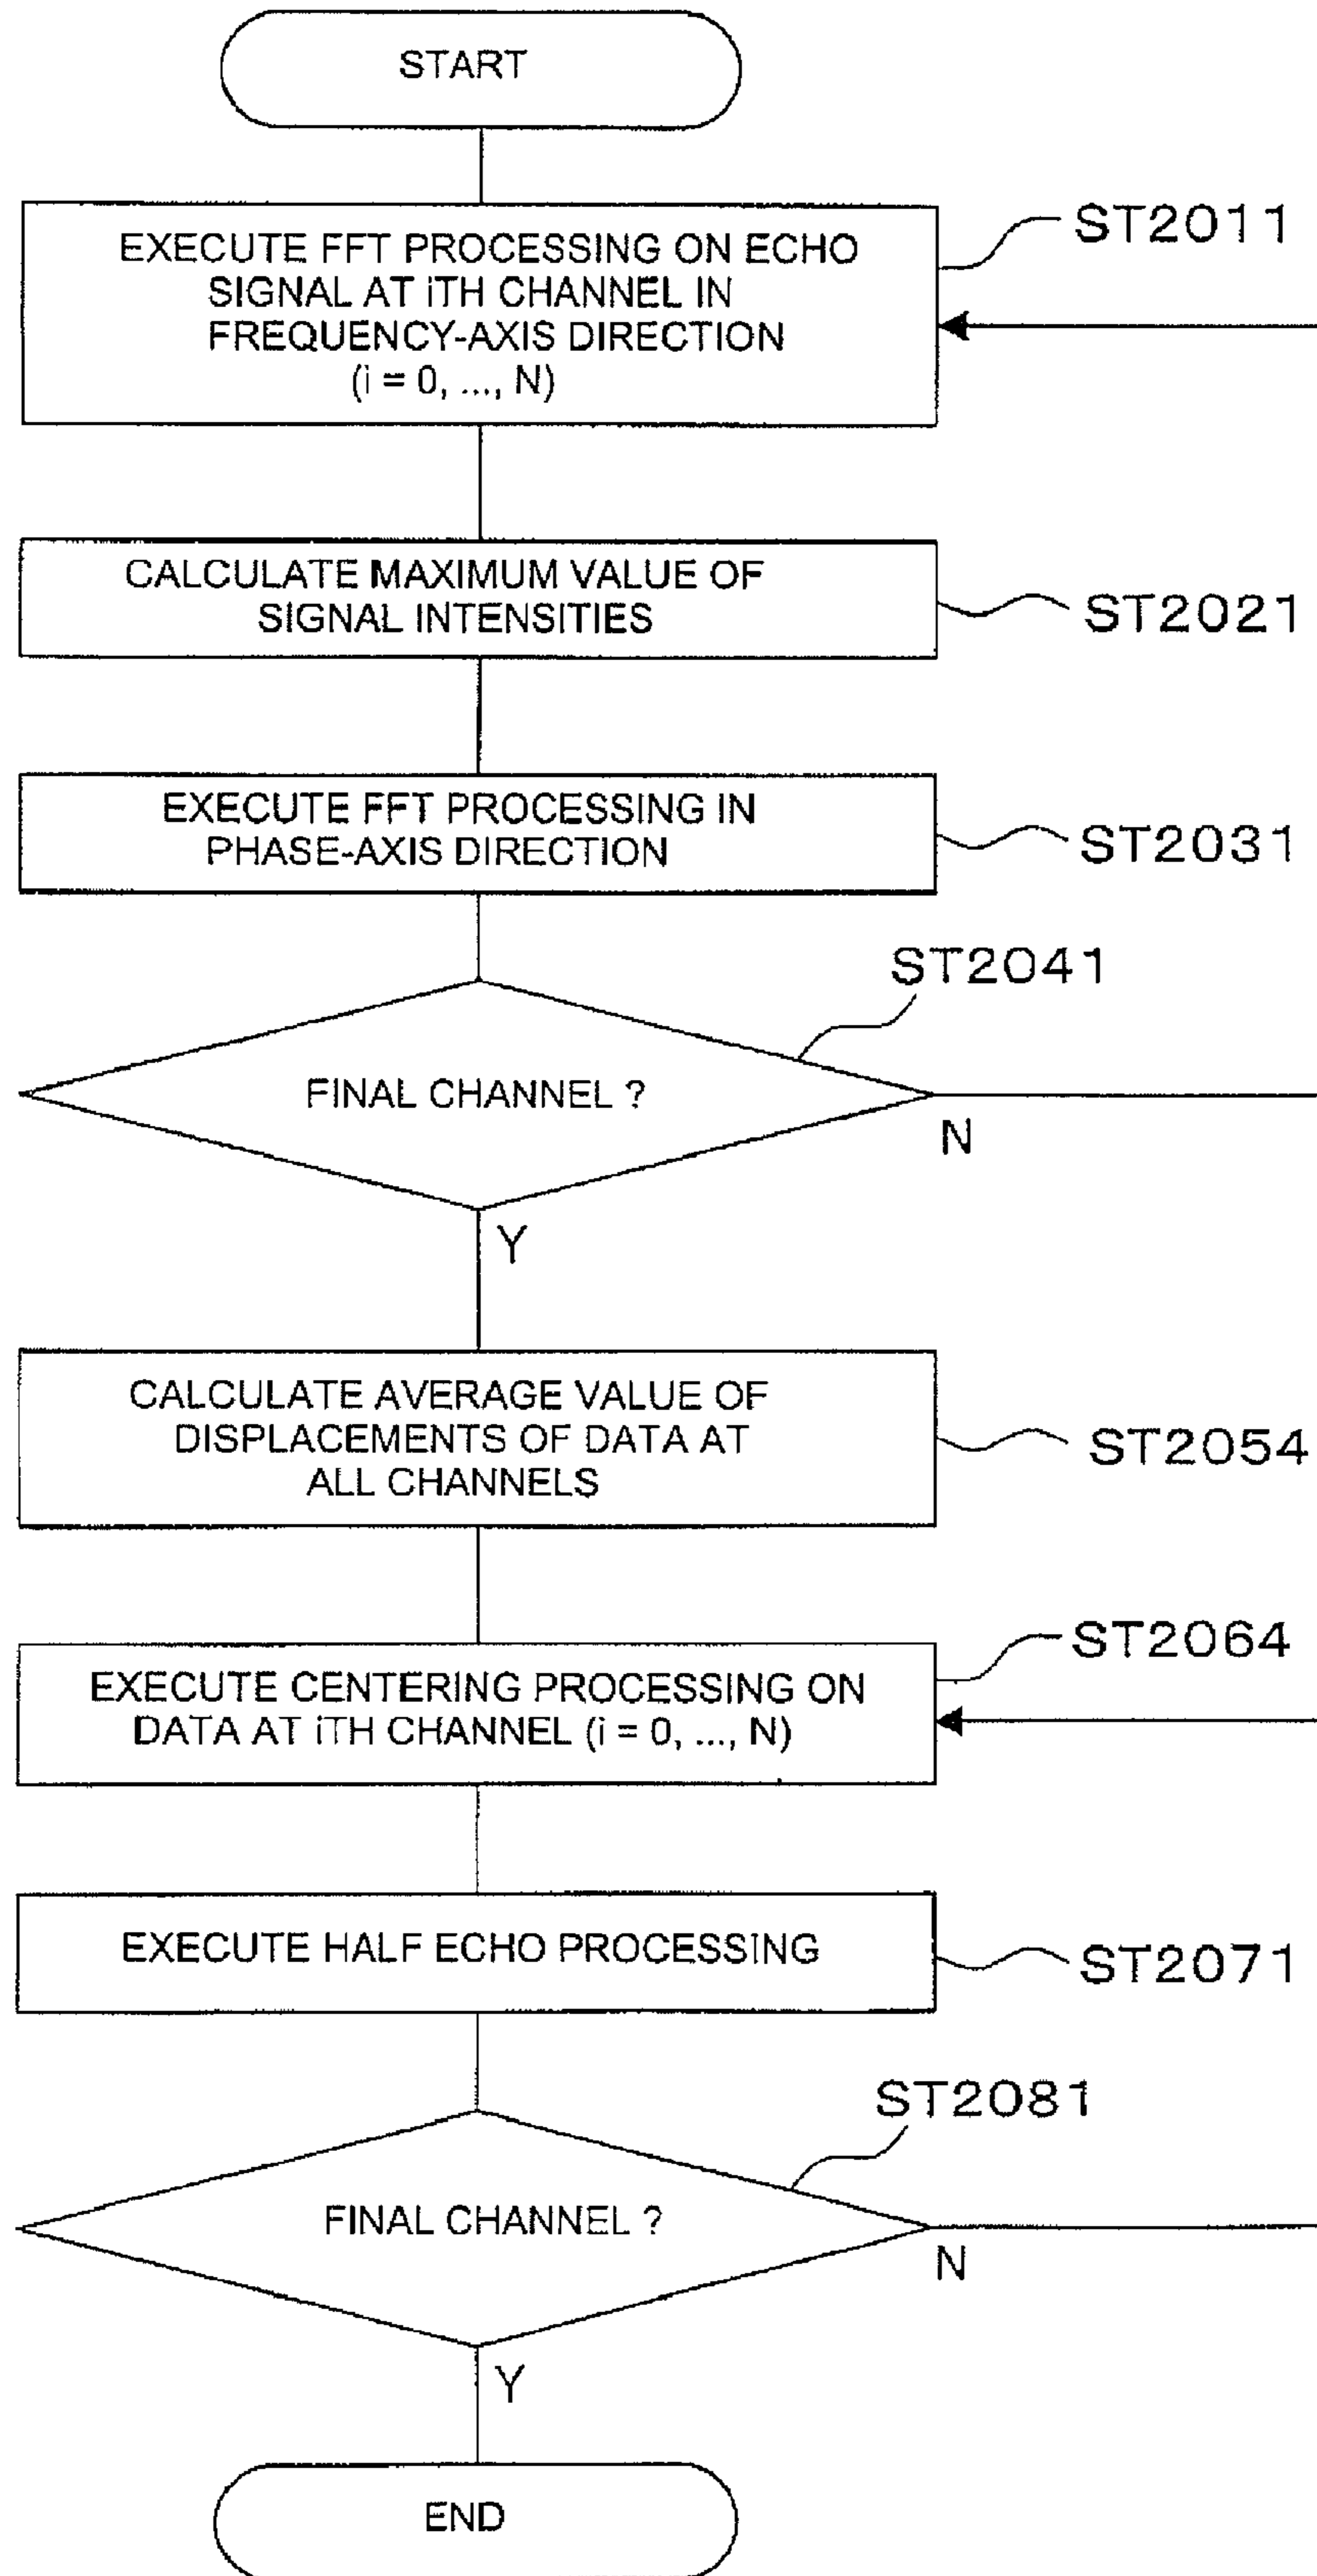 START
EXECUTE FFT PROCESSING ON ECHO
SIGNAL AT iTH CHANNEL IN
FREQUENCY-AXIS DIRECTION
(i = 0, ..., N)
ST2011
CALCULATE MAXIMUM VALUE OF
SIGNAL INTENSITIES
ST2021
EXECUTE FFT PROCESSING IN
PHASE-AXIS DIRECTION
ST2031
ST2041
FINAL CHANNEL ?
N
Y
CALCULATE AVERAGE VALUE OF
DISPLACEMENTS OF DATA AT
ALL CHANNELS
ST2054
EXECUTE CENTERING PROCESSING ON
DATA AT iTH CHANNEL (i = 0, ..., N)
ST2064
EXECUTE HALF ECHO PROCESSING
ST2071
ST2081
FINAL CHANNEL ?
N
Y
END